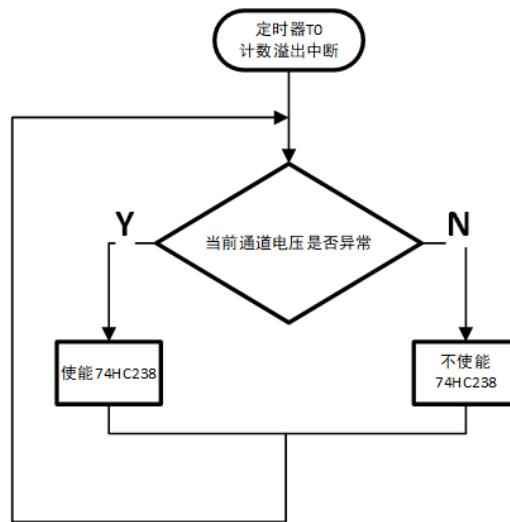 定时器T0
计数溢出中断
当前通道电压是否异常
Y
N
使能74HC238
不使能
74HC238